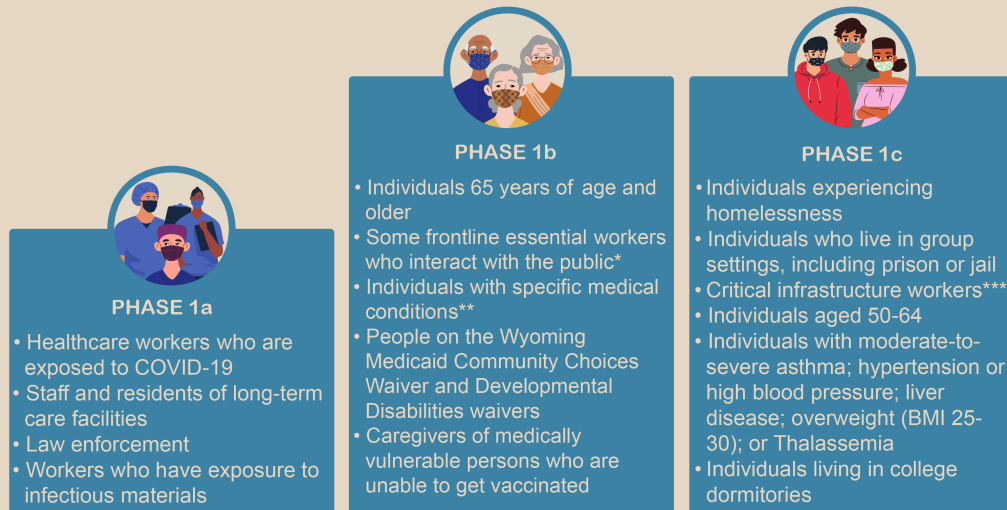 PHASE 1a
• Healthcare workers who are
exposed to COVID-19
• Staff and residents of long-term
care facilities
• Law enforcement
• Workers who have exposure to
infectious materials
PHASE 1b
• Individuals 65 years of age and
older
• Some frontline essential workers
who interact with the public*
• Individuals with specific medical
conditions**
• People on the Wyoming
Medicaid Community Choices
Waiver and Developmental
Disabilities waivers
• Caregivers of medically
vulnerable persons who are
unable to get vaccinated
PHASE 1c
• Individuals experiencing
homelessness
• Individuals who live in group
settings, including prison or jail
• Critical infrastructure workers***
• Individuals aged 50-64
• Individuals with moderate-to-
severe asthma; hypertension or
high blood pressure; liver
disease; overweight (BMI 25-
30); or Thalassemia
• Individuals living in college
dormitories